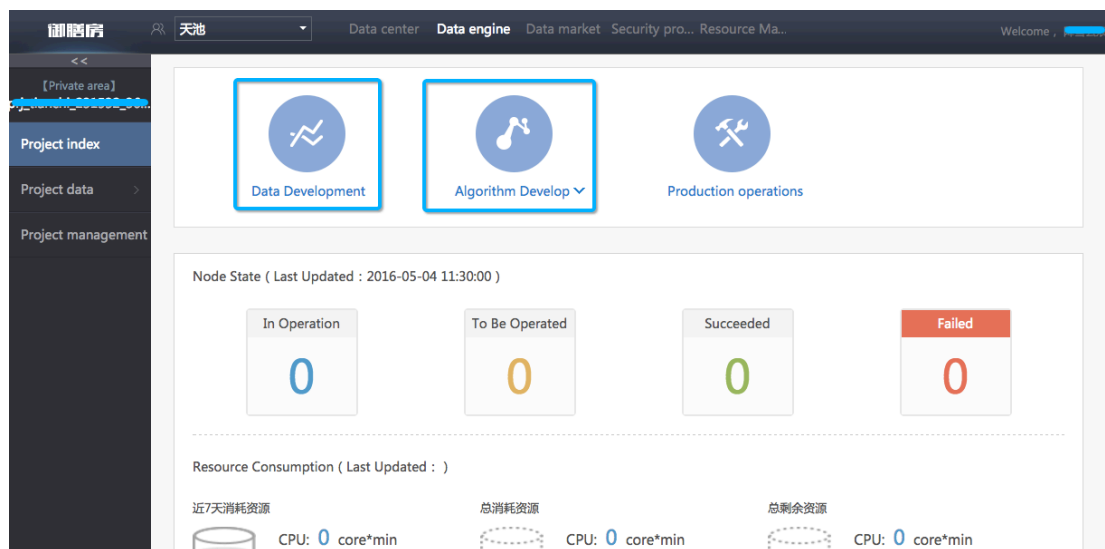 御膳房 天池 Data center Data engine Data market Security pro... Resource Ma... Welcome ,
<<
【Private area】
Project index
Project data >
Project management
Data Development Algorithm Develop Production operations
Node State ( Last Updated : 2016-05-04 11:30:00 )
In Operation To Be Operated Succeeded Failed
0 0 0 0
Resource Consumption ( Last Updated : )
近7天消耗资源 总消耗资源 总剩余资源
CPU: 0 core*min CPU: 0 core*min CPU: 0 core*min